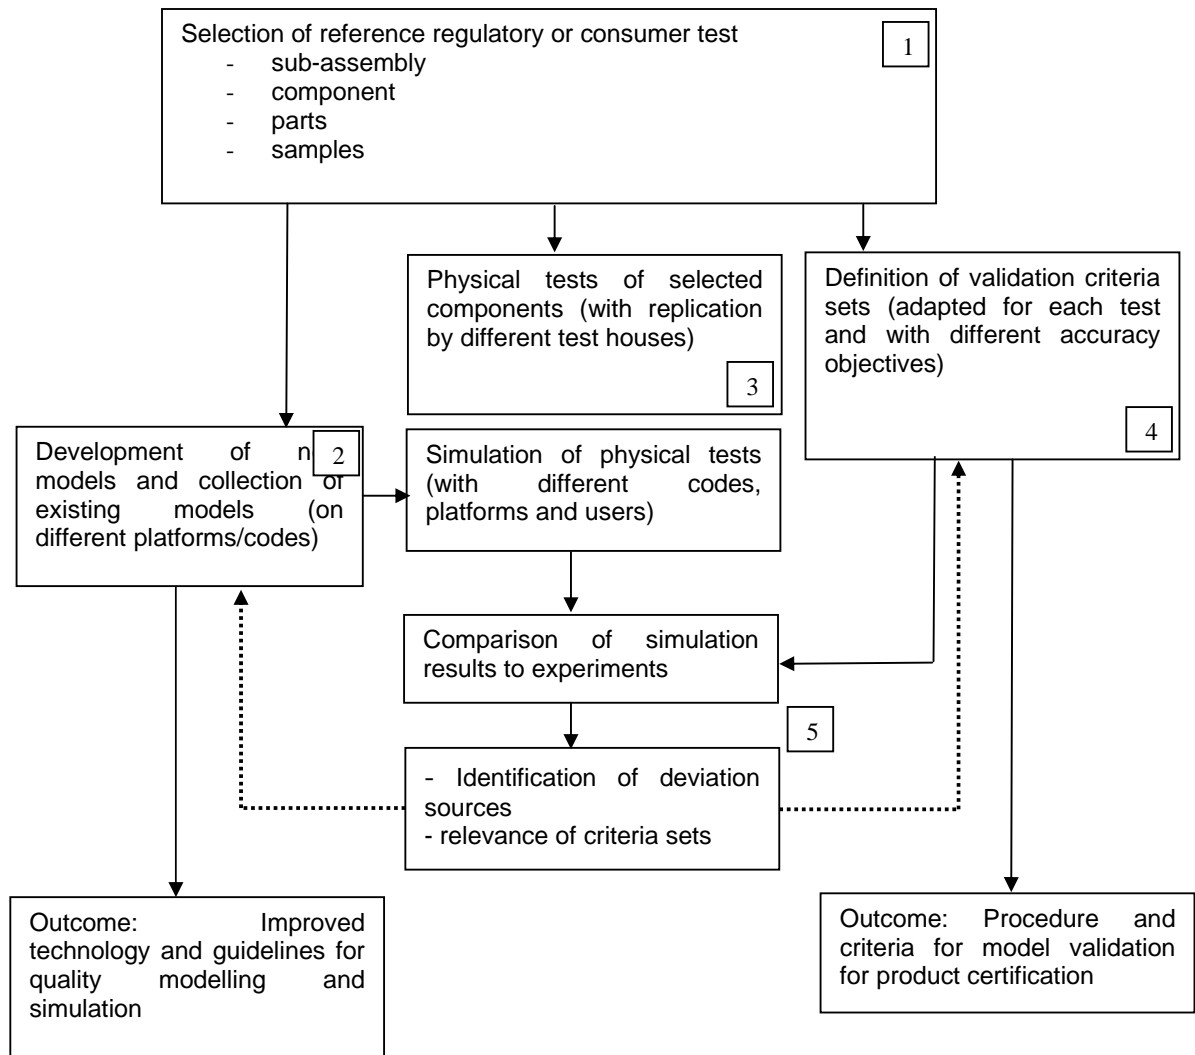 Selection of reference regulatory or consumer test
1
- sub-assembly
- component
- parts
- samples
Physical tests of selected
components (with replication
by different test houses)
3
Definition of validation criteria
sets (adapted for each test
and with different accuracy
objectives)
4
Development of
2
models and collection of
existing models (on
different platforms/codes)
Simulation of physical tests
(with different codes,
platforms and users)
Comparison of simulation
results to experiments
5
- Identification of deviation
sources
- relevance of criteria sets
Outcome: Improved
technology and guidelines for
quality modelling and
simulation
Outcome: Procedure and
criteria for model validation
for product certification